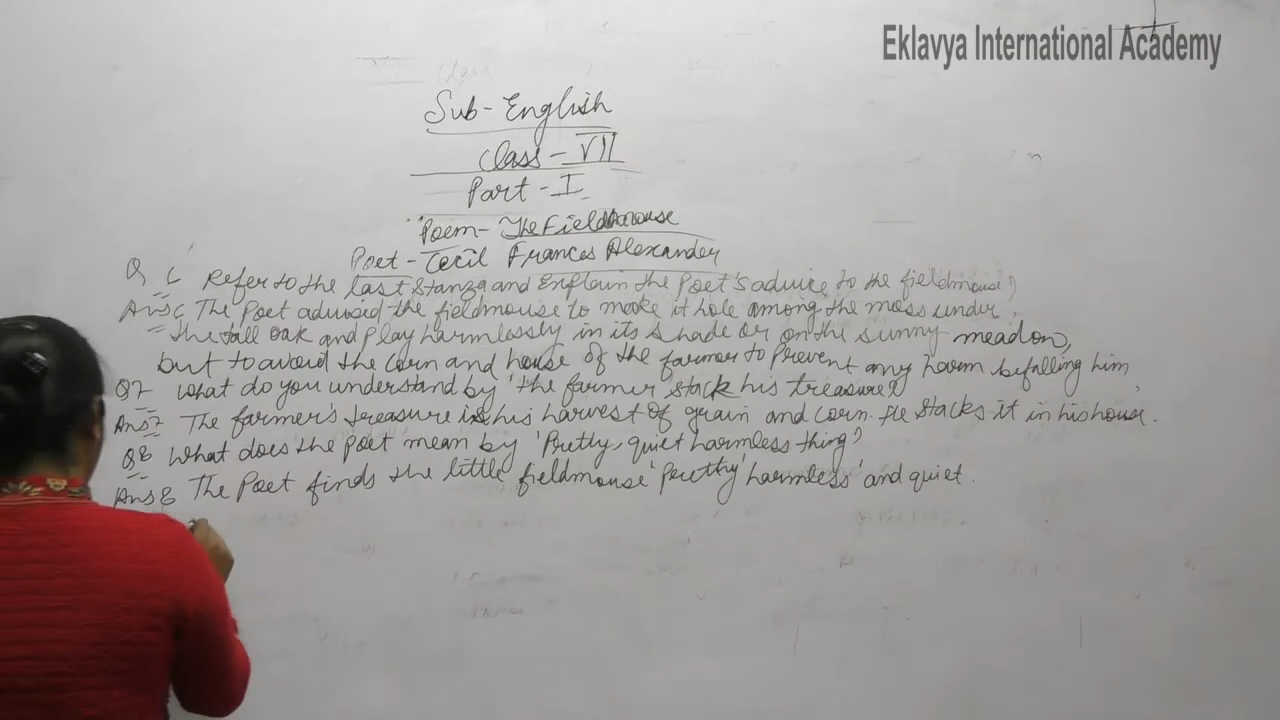 Eklavya International Academy
Sub- English
Class - VII
Part - I
Poem- The Fieldmouse
Poet - Cecil Frances Alexander
Q 6 Refer to the last stanza and Explain the Poet's advice to the fieldmouse?
Ans 6 The Poet advised the fieldmouse to make it hole among the moss under
the tall oak and play harmlessly in its shade or on the sunny meadow,
but to avoid the corn and house of the farmer to prevent any harm befalling him
Q7 What do you understand by 'the farmer stack his treasure?
Ans 7 The farmer's treasure is his harvest of grain and corn. He stacks it in his house.
Q8 What does the Poet mean by 'Pretty, quiet harmless thing?
Ans 8 The Poet finds the little fieldmouse 'Pretty' harmless' and quiet.